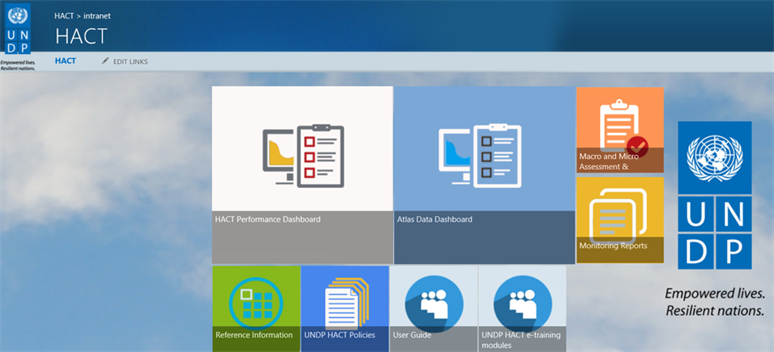 HACT > intranet
HACT
U N
D P
Empowered lives.
Resilient nations.
HACT
EDIT LINKS
HACT Performance Dashboard
Atlas Data Dashboard
Macro and Micro
Assessment &
Monitoring Reports
Reference Information
UNDP HACT Policies
User Guide
UNDP HACT e-training
modules
U N
D P
Empowered lives.
Resilient nations.